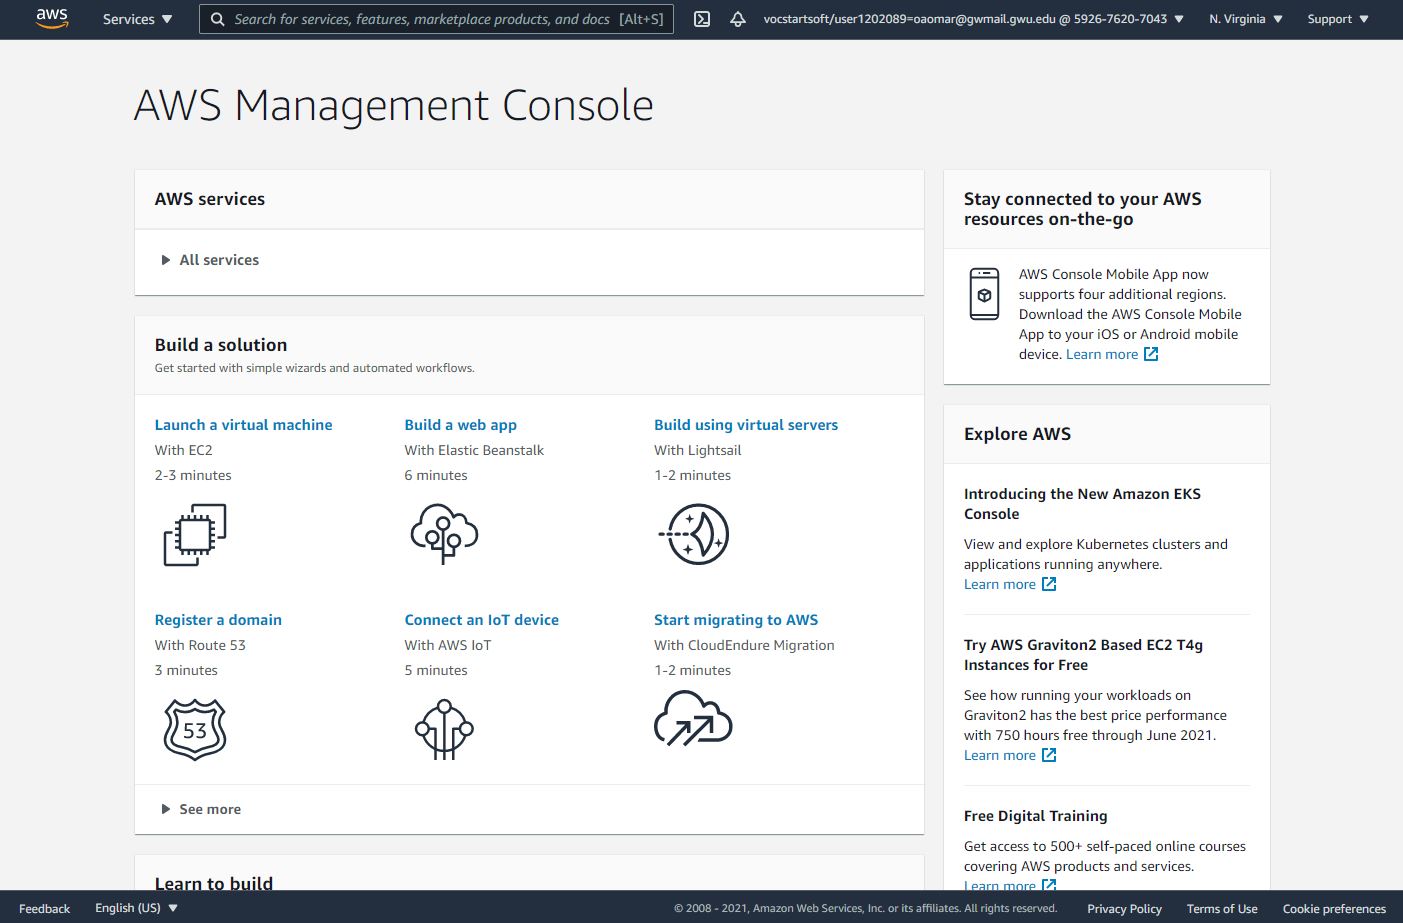 aws
Services
Search for services, features, marketplace products, and docs [Alt+S]
vocstartsoft/user1202089=oaomar@gwmail.gwu.edu @ 5926-7620-7043
N. Virginia
Support
AWS Management Console
AWS services
All services
Build a solution
Get started with simple wizards and automated workflows.
Launch a virtual machine
With EC2
2-3 minutes
Build a web app
With Elastic Beanstalk
6 minutes
Build using virtual servers
With Lightsail
1-2 minutes
Register a domain
With Route 53
3 minutes
53
Connect an IoT device
With AWS IoT
5 minutes
Start migrating to AWS
With CloudEndure Migration
1-2 minutes
See more
Learn to build
Stay connected to your AWS
resources on-the-go
AWS Console Mobile App now
supports four additional regions.
Download the AWS Console Mobile
App to your iOS or Android mobile
device. Learn more
Explore AWS
Introducing the New Amazon EKS
Console
View and explore Kubernetes clusters and
applications running anywhere.
Learn more
Try AWS Graviton2 Based EC2 T4g
Instances for Free
See how running your workloads on
Graviton2 has the best price performance
with 750 hours free through June 2021.
Learn more
Free Digital Training
Get access to 500+ self-paced online courses
covering AWS products and services.
Learn more
Feedback
English (US)
© 2008 - 2021, Amazon Web Services, Inc. or its affiliates. All rights reserved.
Privacy Policy
Terms of Use
Cookie preferences